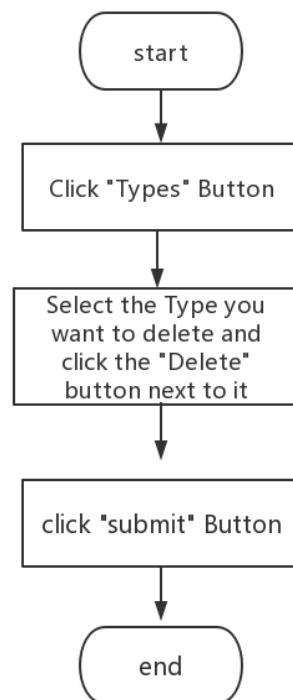 start
Click "Types" Button
Select the Type you
want to delete and
click the "Delete"
button next to it
click "submit" Button
end